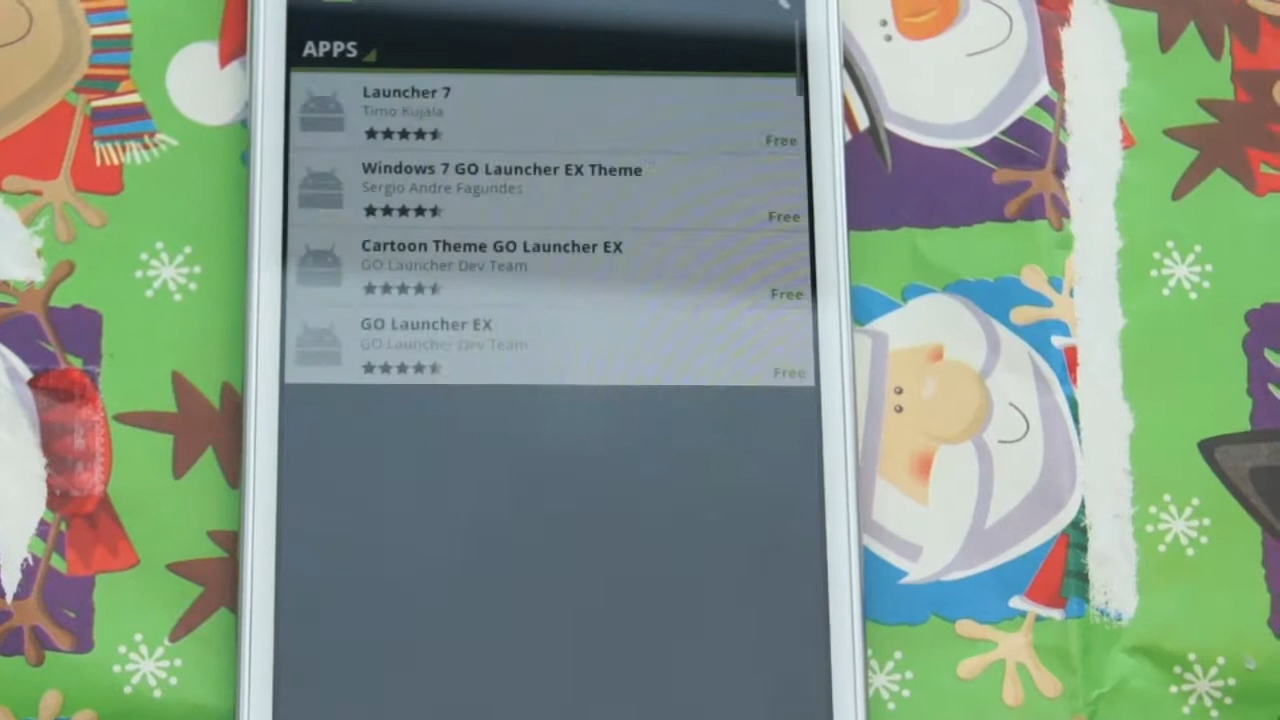 APPS
Launcher 7
Timo Kujala
Free
Windows 7 GO Launcher EX Theme
Sergio Andre Fagundes
Free
Cartoon Theme GO Launcher EX
GO Launcher Dev Team
Free
GO Launcher EX
GO Launcher Dev Team
Free